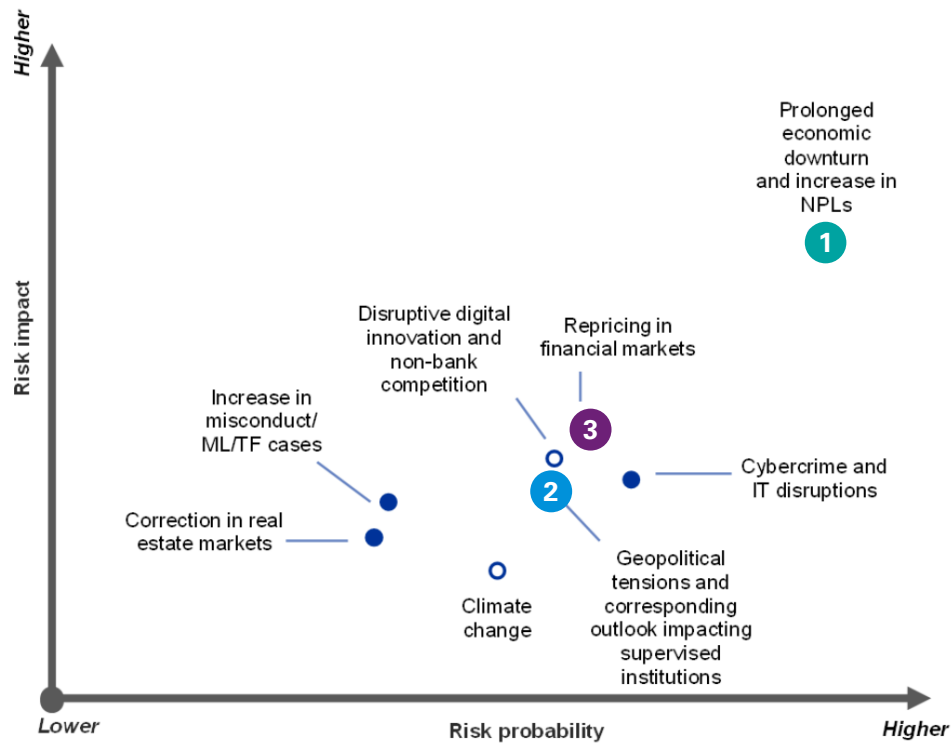 Higher
Prolonged
economic
downturn
and increase in
NPLs
1
Risk impact
Disruptive digital
innovation and
non-bank
competition
Repricing in
financial markets
3
Increase in
misconduct/
ML/TF cases
2
Cybercrime and
IT disruptions
Correction in real
estate markets
Geopolitical
tensions and
corresponding
outlook impacting
supervised
institutions
Climate
change
Lower
Risk probability
Higher